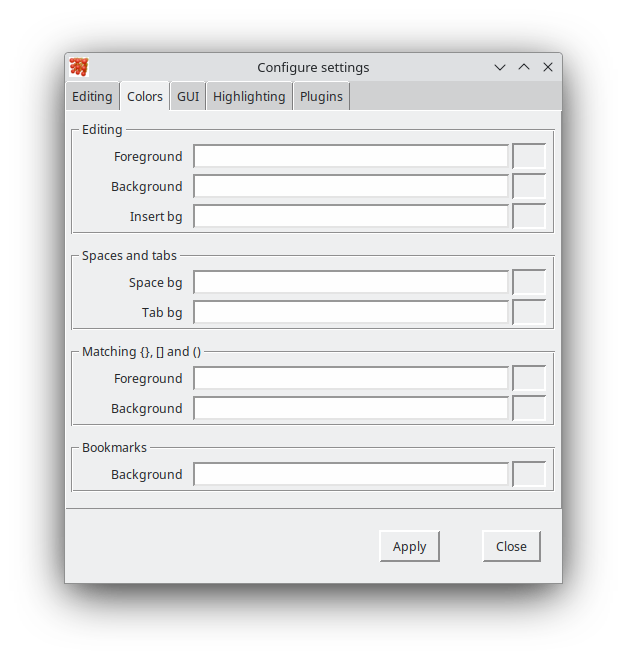 Configure settings
Editing Colors GUI Highlighting Plugins
Editing
Foreground
Background
Insert bg
Spaces and tabs
Space bg
Tab bg
Matching {}, [] and ()
Foreground
Background
Bookmarks
Background
Apply Close